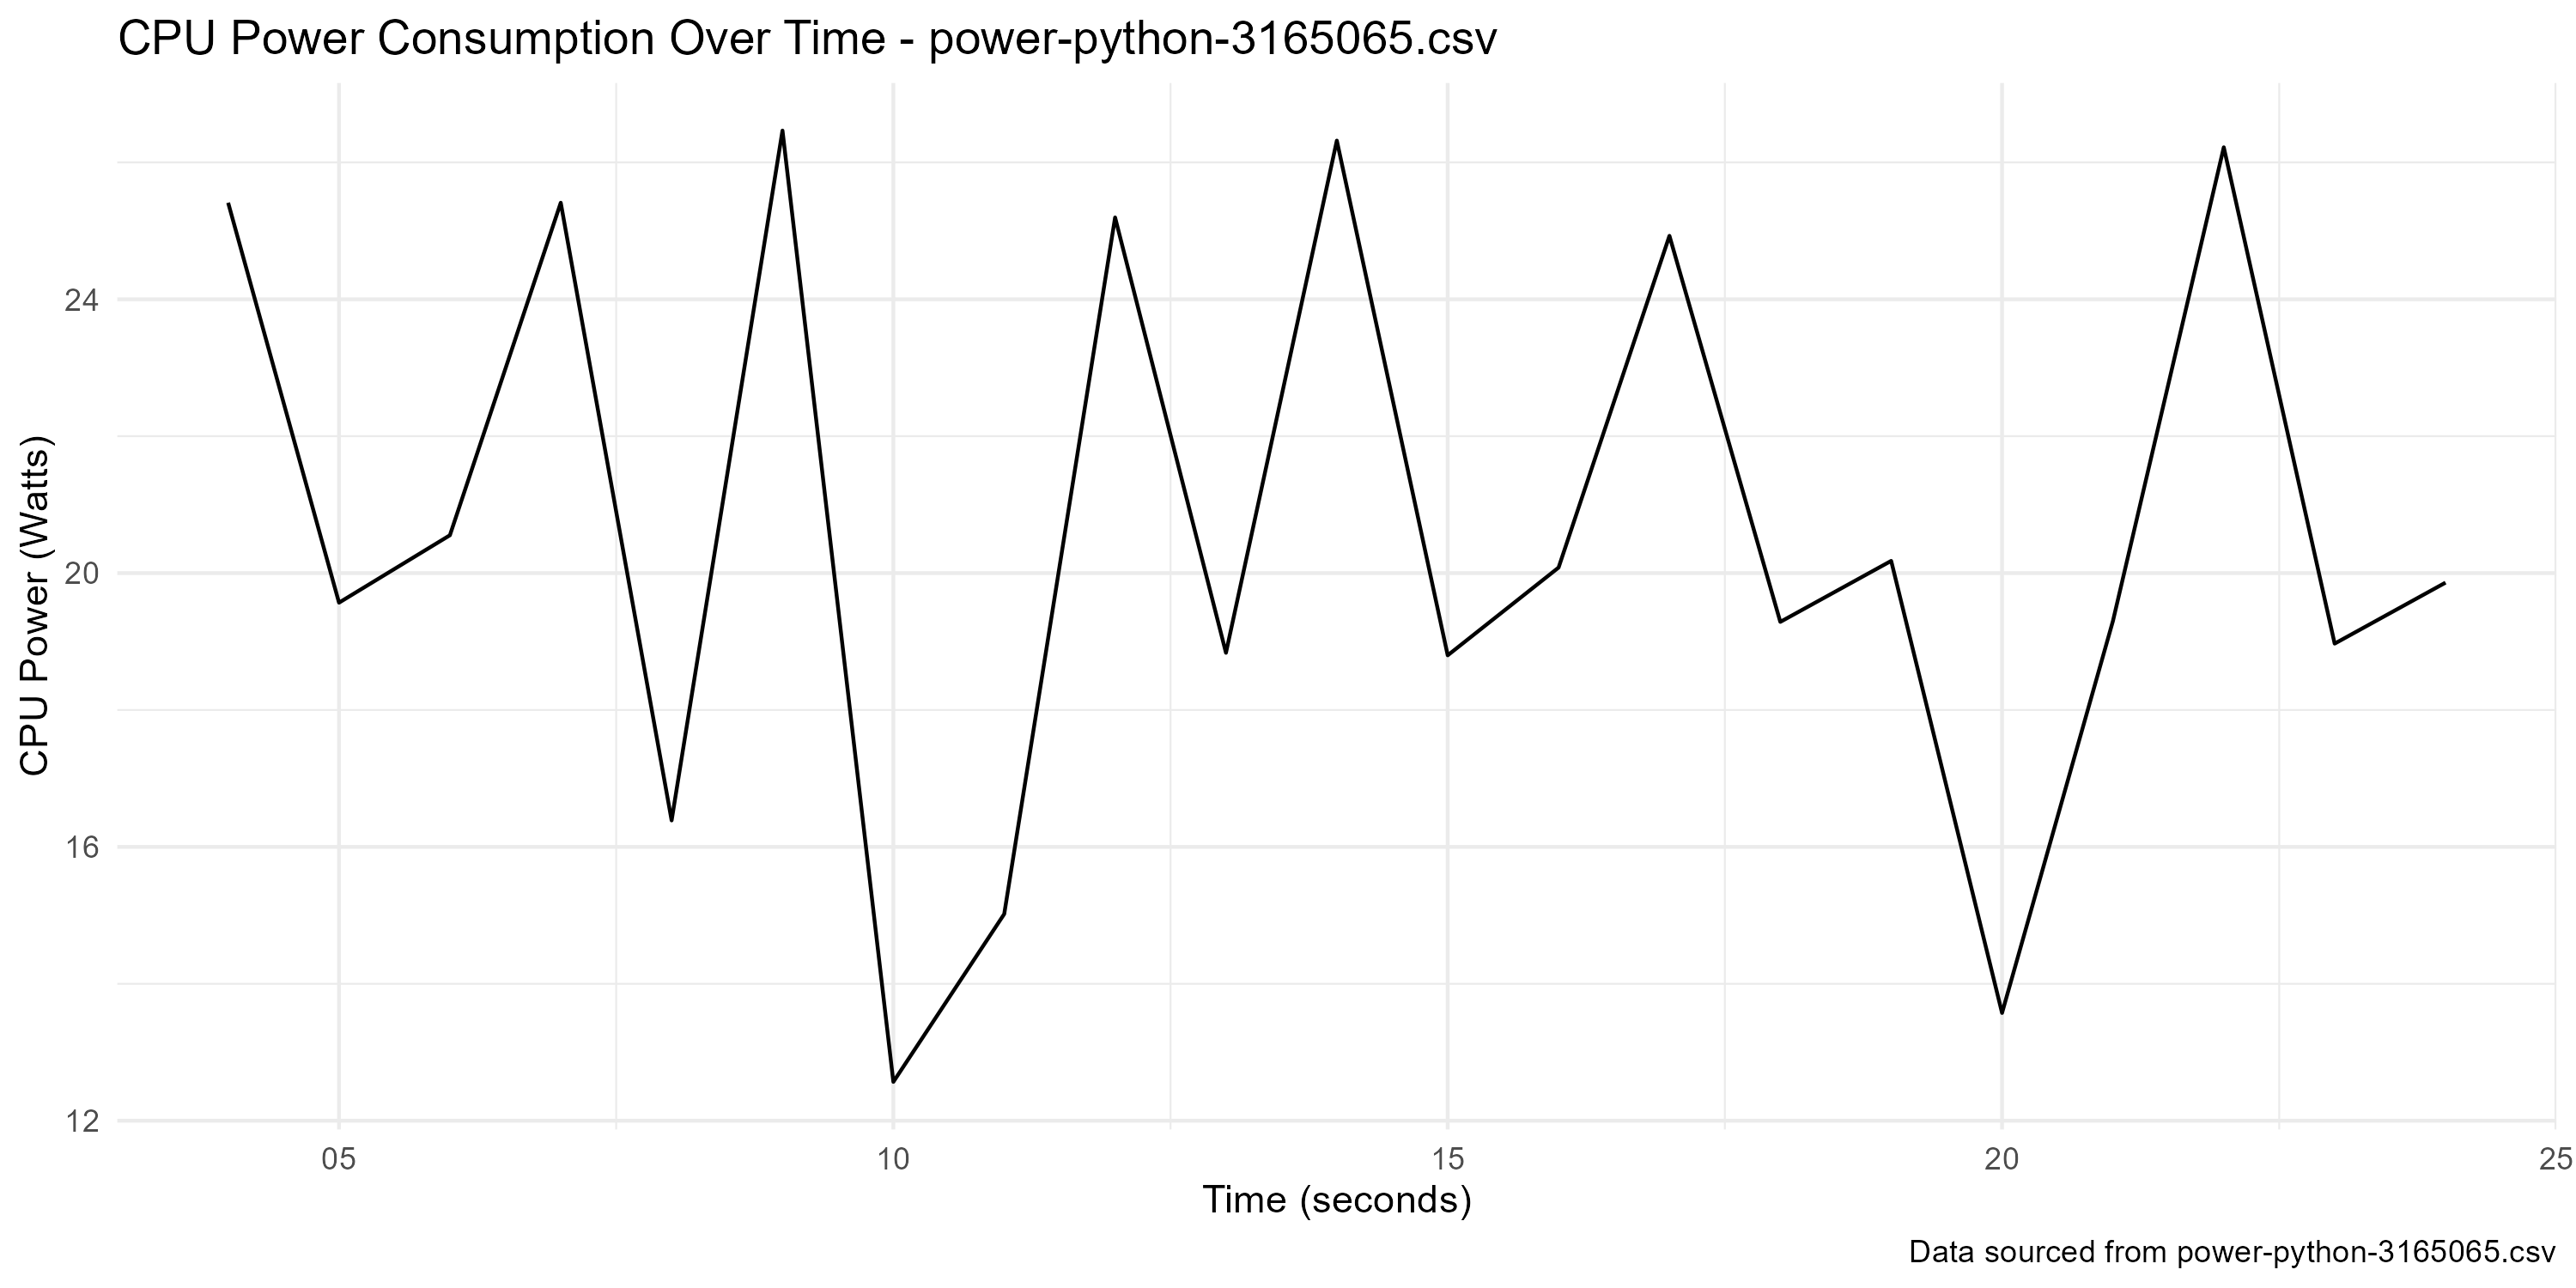 CPU Power Consumption Over Time - power-python-3165065.csv
CPU Power (Watts)
24
20
16
12
05 10 15 20 25
Time (seconds)
Data sourced from power-python-3165065.csv